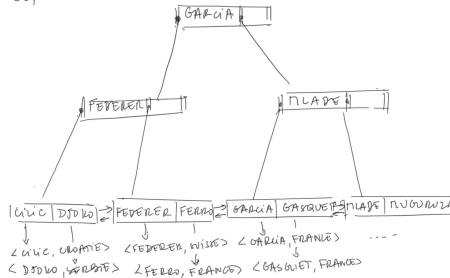 GARCIA
FEDERER
MLADE
CILIC DJOKO FEDERER FERRO GARCIA GASQUET MLADE MUGURUZA
<CILIC, CROATIE> <FEDERER, SUISSE> <GARCIA, FRANCE> ....
<DJOKO, SERBIE> <FERRO, FRANCE> <GASQUET, FRANCE>